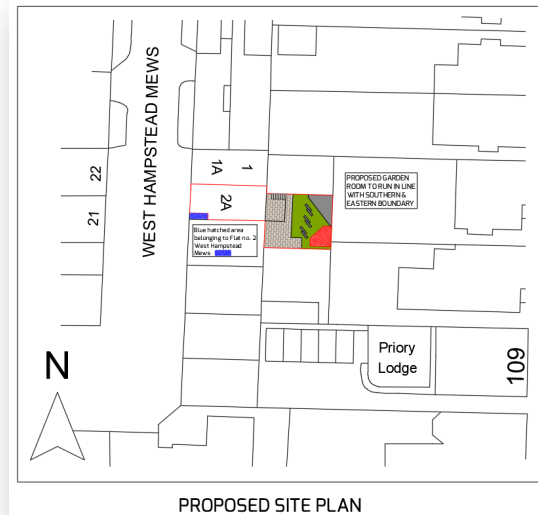 WEST HAMPSTEAD MEWS
22
21
1A
1
2A
PROPOSED GARDEN
ROOM TO RUN IN LINE
WITH SOUTHERN &
EASTERN BOUNDARY
Blue hatched area
belonging to Flat no. 2
West Hampstead
Mews
Priory
Lodge
109
N
PROPOSED SITE PLAN